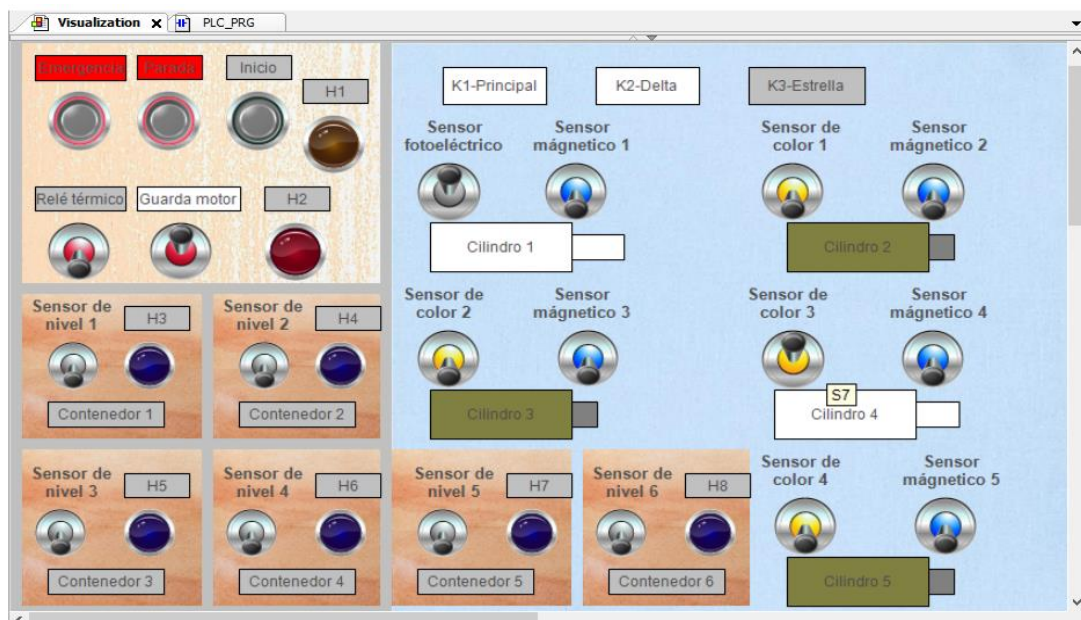 Visualization
PLC_PRG
Emergencia
Parada
Inicio
H1
Relé térmico
Guarda motor
H2
K1-Principal
K2-Delta
K3-Estrella
Sensor
fotoeléctrico
Sensor
mágnetico 1
Sensor de
color 1
Sensor
mágnetico 2
Cilindro 1
Cilindro 2
Sensor de
nivel 1
H3
Contenedor 1
Sensor de
nivel 2
H4
Contenedor 2
Sensor de
color 2
Sensor
mágnetico 3
Sensor de
color 3
Sensor
mágnetico 4
Cilindro 3
S7
Cilindro 4
Sensor de
nivel 3
H5
Contenedor 3
Sensor de
nivel 4
H6
Contenedor 4
Sensor de
nivel 5
H7
Contenedor 5
Sensor de
nivel 6
H8
Contenedor 6
Sensor de
color 4
Sensor
mágnetico 5
Cilindro 5